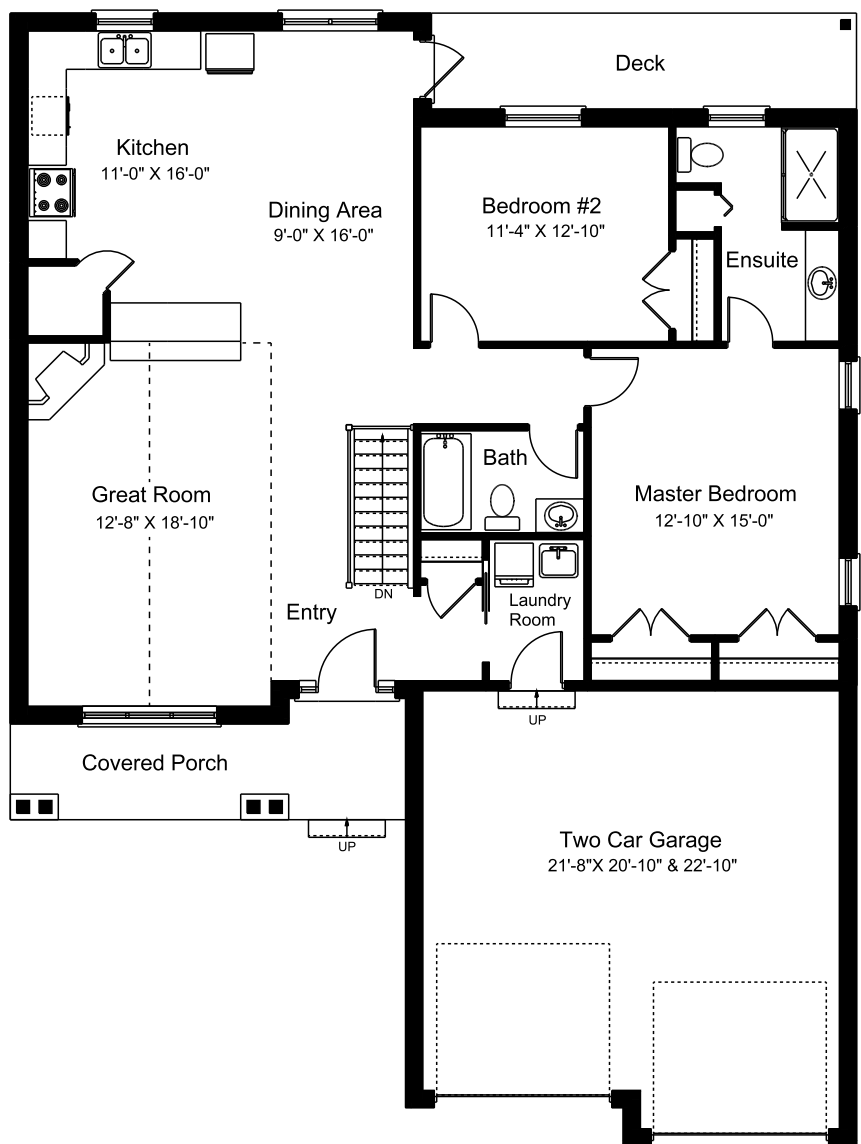 Deck
Kitchen
11'-0" X 16'-0"
Dining Area
9'-0" X 16'-0"
Bedroom #2
11'-4" X 12'-10"
Ensuite
Bath
Great Room
12'-8" X 18'-10"
Master Bedroom
12'-10" X 15'-0"
DN
Entry
Laundry
Room
UP
Covered Porch
UP
Two Car Garage
21'-8"X 20'-10" & 22'-10"